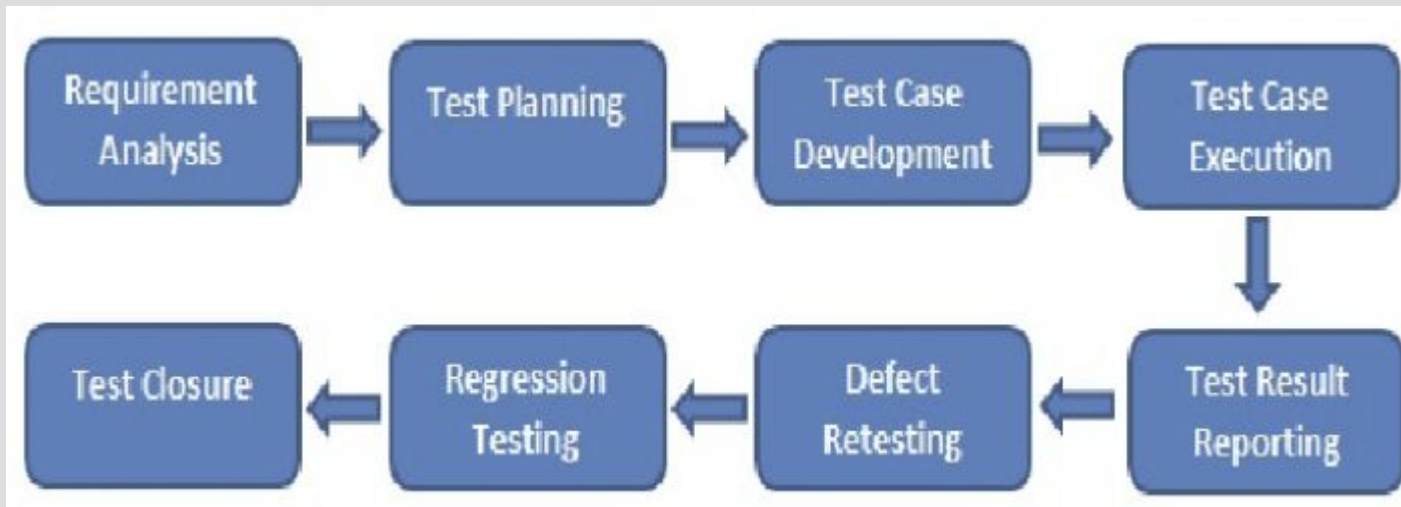 Requirement
Analysis
Test Planning
Test Case
Development
Test Case
Execution
Test Result
Reporting
Defect
Retesting
Regression
Testing
Test Closure